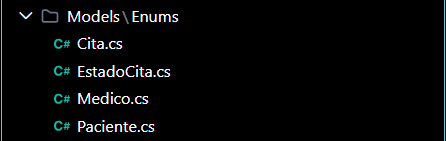 Models\Enums
C# Cita.cs
C# EstadoCita.cs
C# Medico.cs
C# Paciente.cs